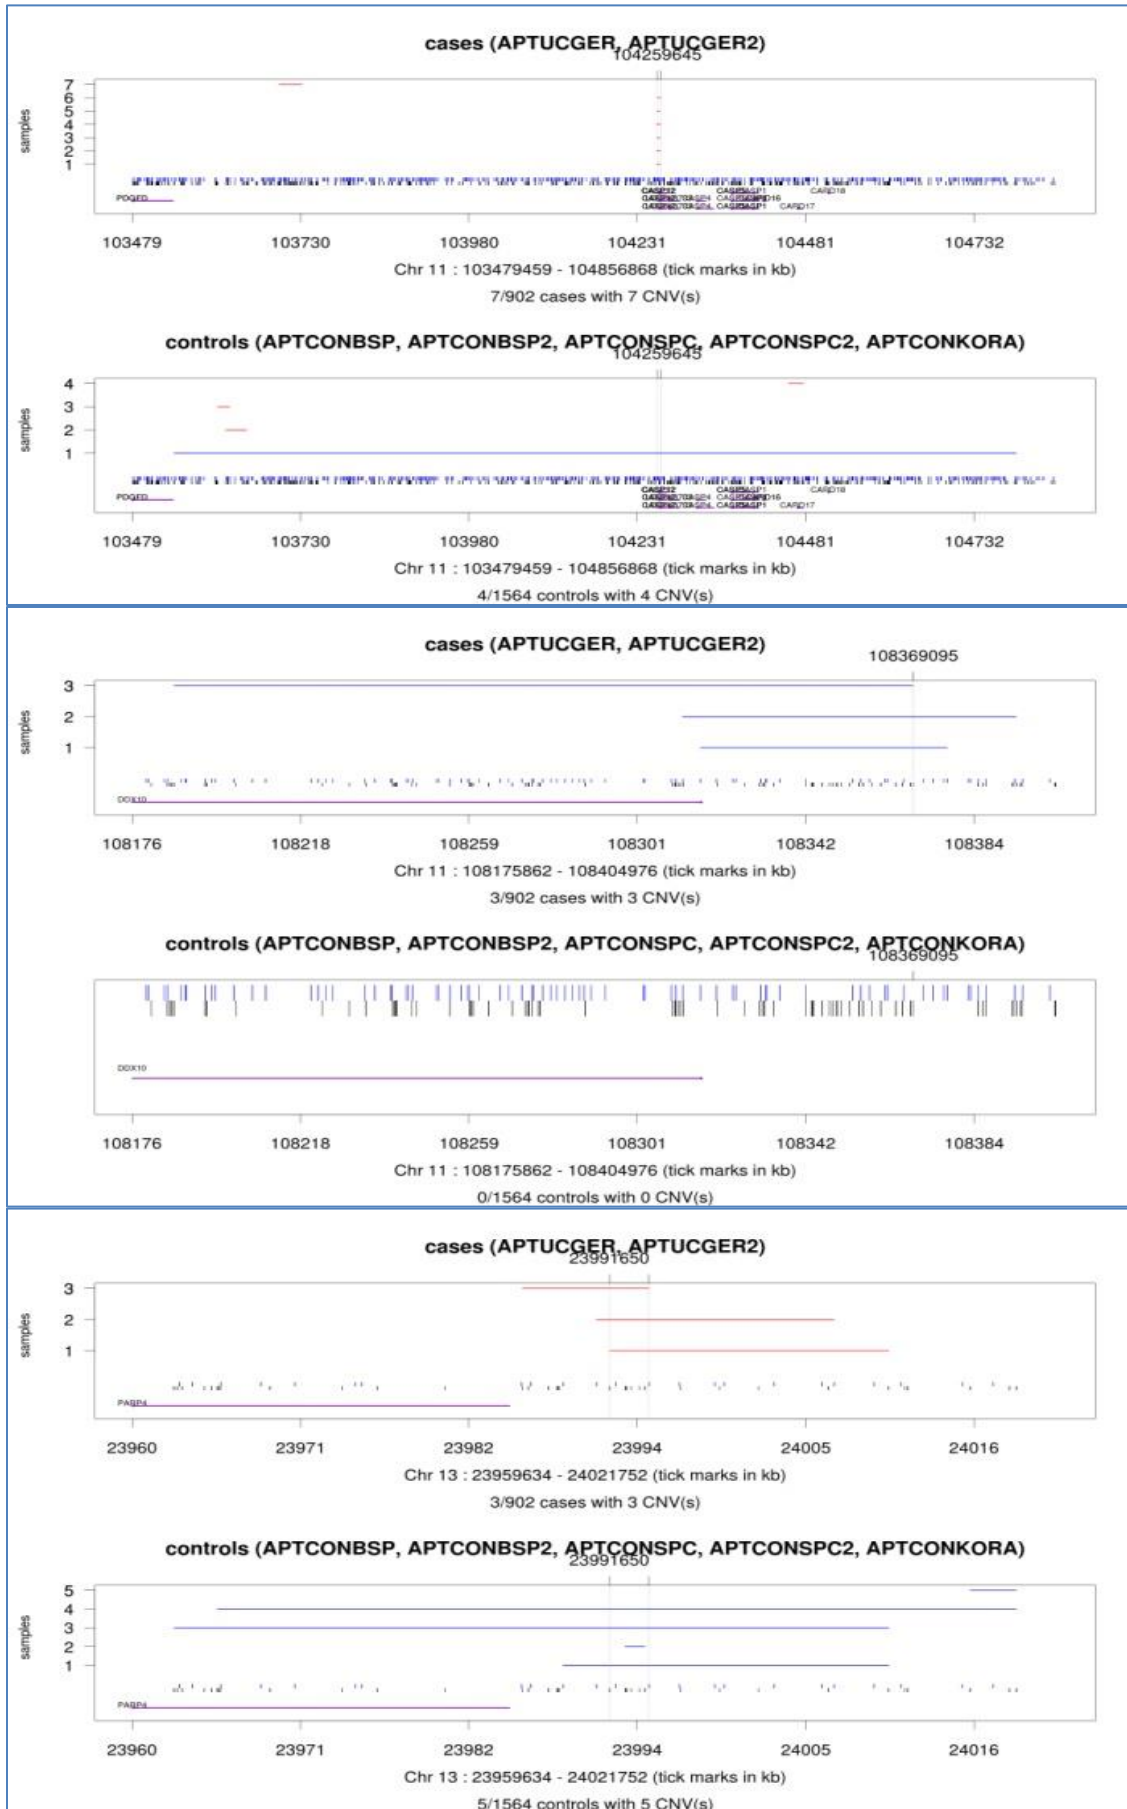 cases (APTUCGER, APTUCGER2)
104259645
samples
7
6
5
4
3
2
1
CARD18
CARD17
103479 103730 103980 104231 104481 104732
Chr 11 : 103479459 - 104856868 (tick marks in kb)
7/902 cases with 7 CNV(s)
controls (APTCONBSP, APTCONBSP2, APTCONSPC, APTCONSPC2, APTCONKORA)
104259645
samples
4
3
2
1
CARD18
CARD17
103479 103730 103980 104231 104481 104732
Chr 11 : 103479459 - 104856868 (tick marks in kb)
4/1564 controls with 4 CNV(s)
cases (APTUCGER, APTUCGER2)
108369095
samples
3
2
1
DDX10
108176 108218 108259 108301 108342 108384
Chr 11 : 108175862 - 108404976 (tick marks in kb)
3/902 cases with 3 CNV(s)
controls (APTCONBSP, APTCONBSP2, APTCONSPC, APTCONSPC2, APTCONKORA)
108369095
DDX10
108176 108218 108259 108301 108342 108384
Chr 11 : 108175862 - 108404976 (tick marks in kb)
0/1564 controls with 0 CNV(s)
cases (APTUCGER, APTUCGER2)
23991650
samples
3
2
1
PARP4
23960 23971 23982 23994 24005 24016
Chr 13 : 23959634 - 24021752 (tick marks in kb)
3/902 cases with 3 CNV(s)
controls (APTCONBSP, APTCONBSP2, APTCONSPC, APTCONSPC2, APTCONKORA)
23991650
samples
5
4
3
2
1
PARP4
23960 23971 23982 23994 24005 24016
Chr 13 : 23959634 - 24021752 (tick marks in kb)
5/1564 controls with 5 CNV(s)